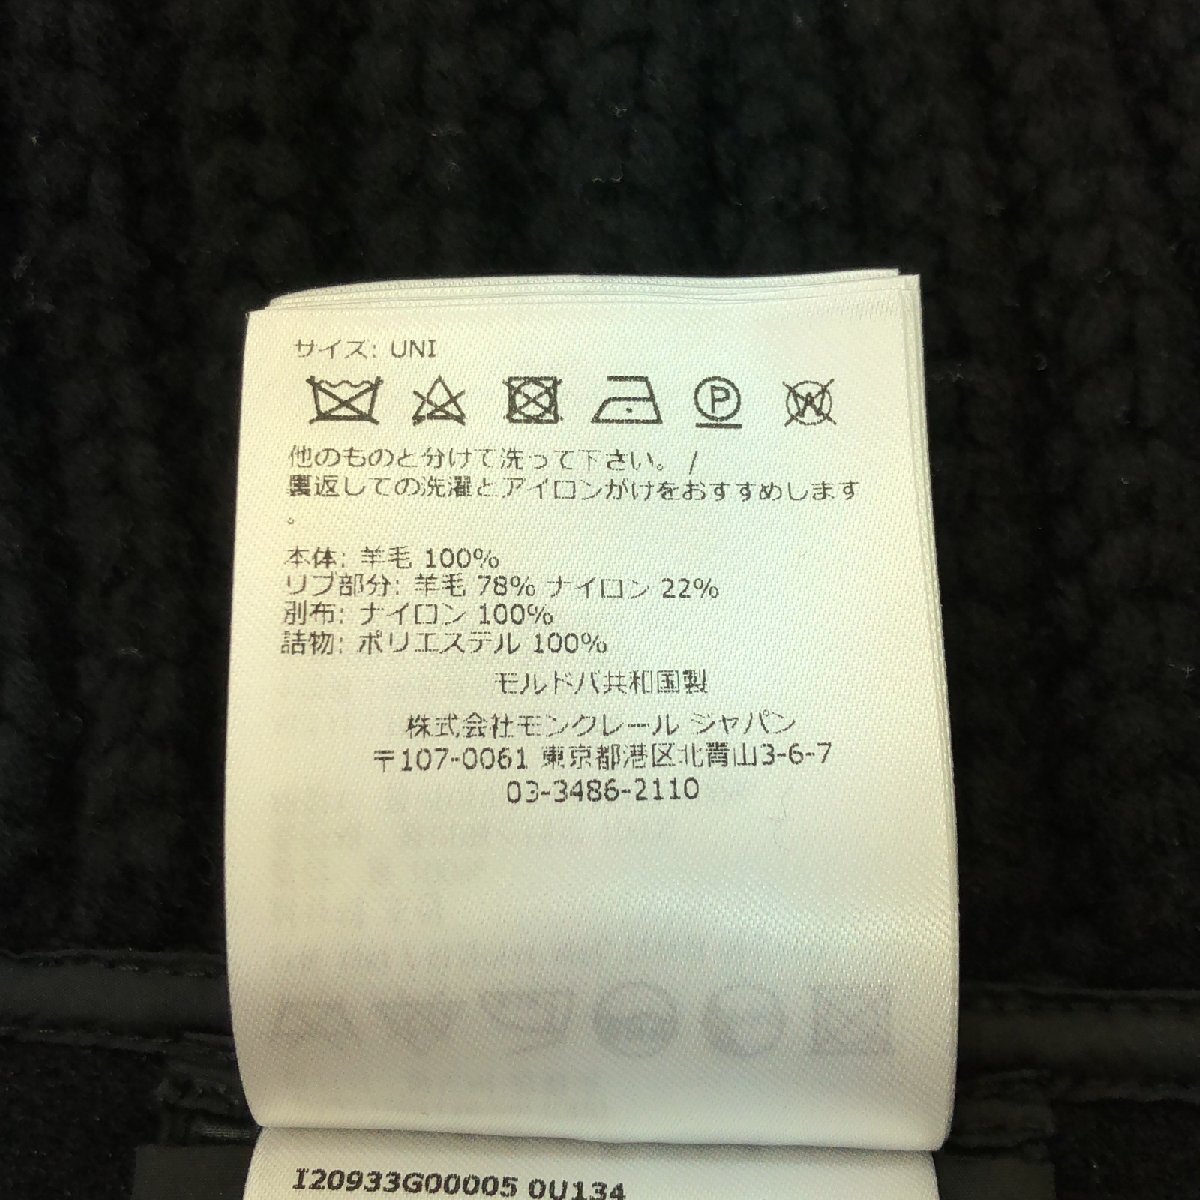 サイズ: UNI
P W
他のものと分けて洗って下さい。 /
裏返しての洗濯とアイロンがけをおすすめします
。
本体: 羊毛 100%
リブ部分: 羊毛 78% ナイロン 22%
別布: ナイロン 100%
詰物: ポリエステル 100%
モルドバ共和国製
株式会社モンクレール ジャパン
〒107-0061 東京都港区北青山3-6-7
03-3486-2110
I20933G00005 0U134